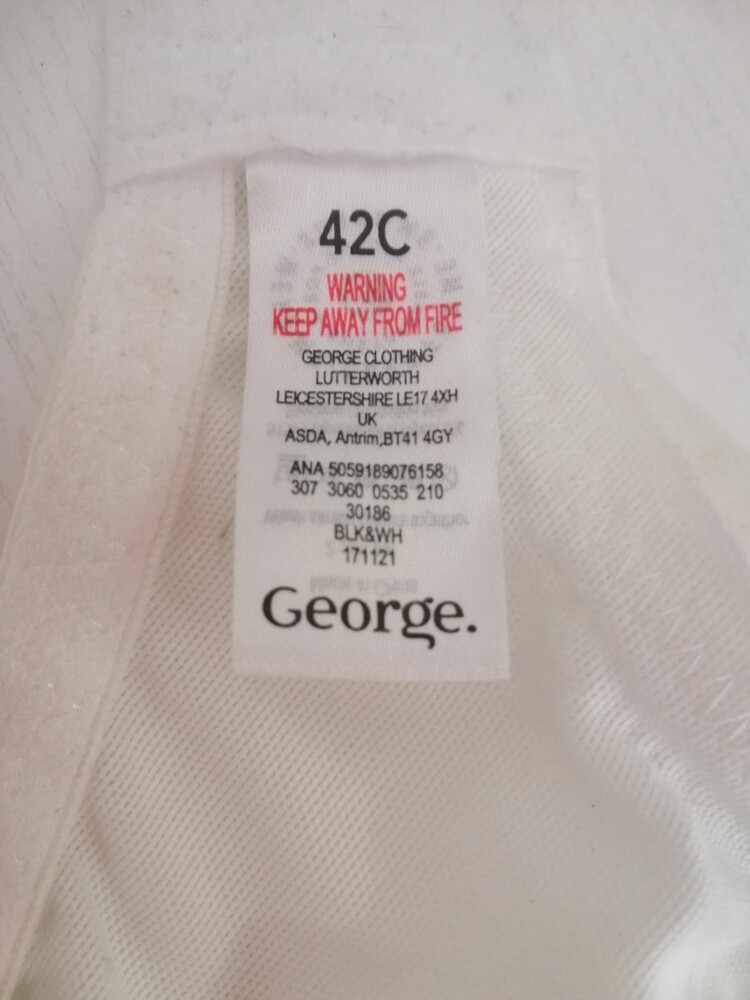 42C
WARNING
KEEP AWAY FROM FIRE
GEORGE CLOTHING
LUTTERWORTH
LEICESTERSHIRE LE17 4XH
UK
ASDA, Antrim,BT41 4GY
ANA 5059189076158
307 3060 0535 210
30186
BLK&WH
171121
George.